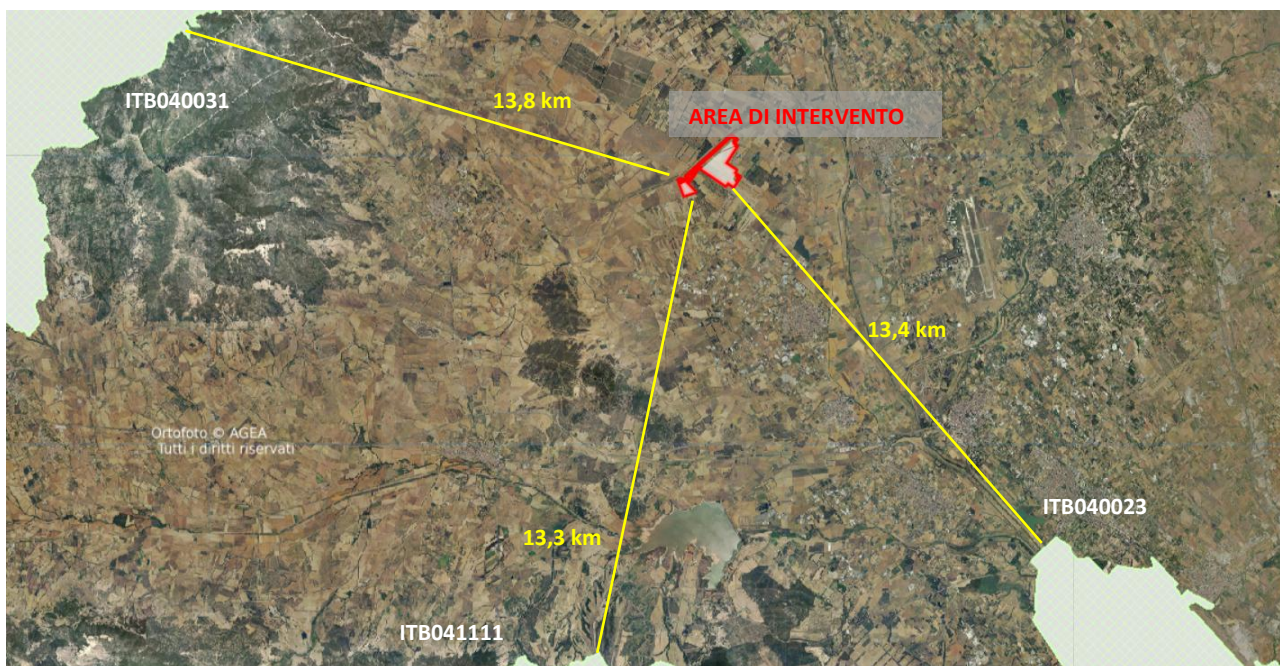 ITB040031
13,8 km
AREA DI INTERVENTO
13,4 km
Ortofoto © AGEA
Tutti i diritti riservati
ITB040023
13,3 km
ITB041111